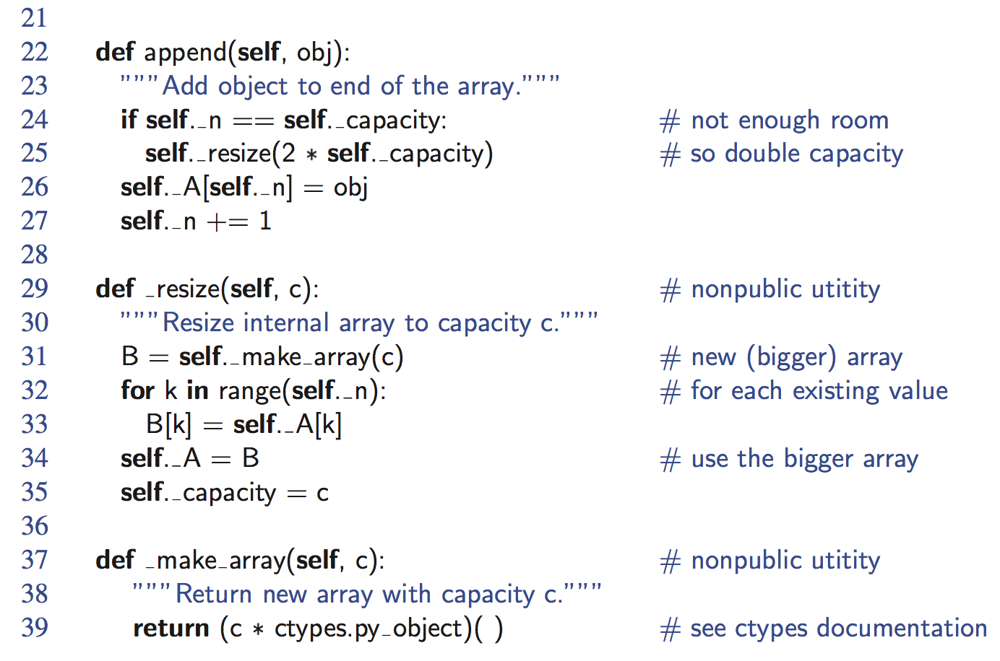 21
22 def append(self, obj):
23 """Add object to end of the array."""
24 if self._n == self._capacity: # not enough room
25 self._resize(2 * self._capacity) # so double capacity
26 self._A[self._n] = obj
27 self._n += 1
28
29 def _resize(self, c): # nonpublic utitity
30 """Resize internal array to capacity c."""
31 B = self._make_array(c) # new (bigger) array
32 for k in range(self._n): # for each existing value
33 B[k] = self._A[k]
34 self._A = B # use the bigger array
35 self._capacity = c
36
37 def _make_array(self, c): # nonpublic utitity
38 """Return new array with capacity c."""
39 return (c * ctypes.py_object)( ) # see ctypes documentation